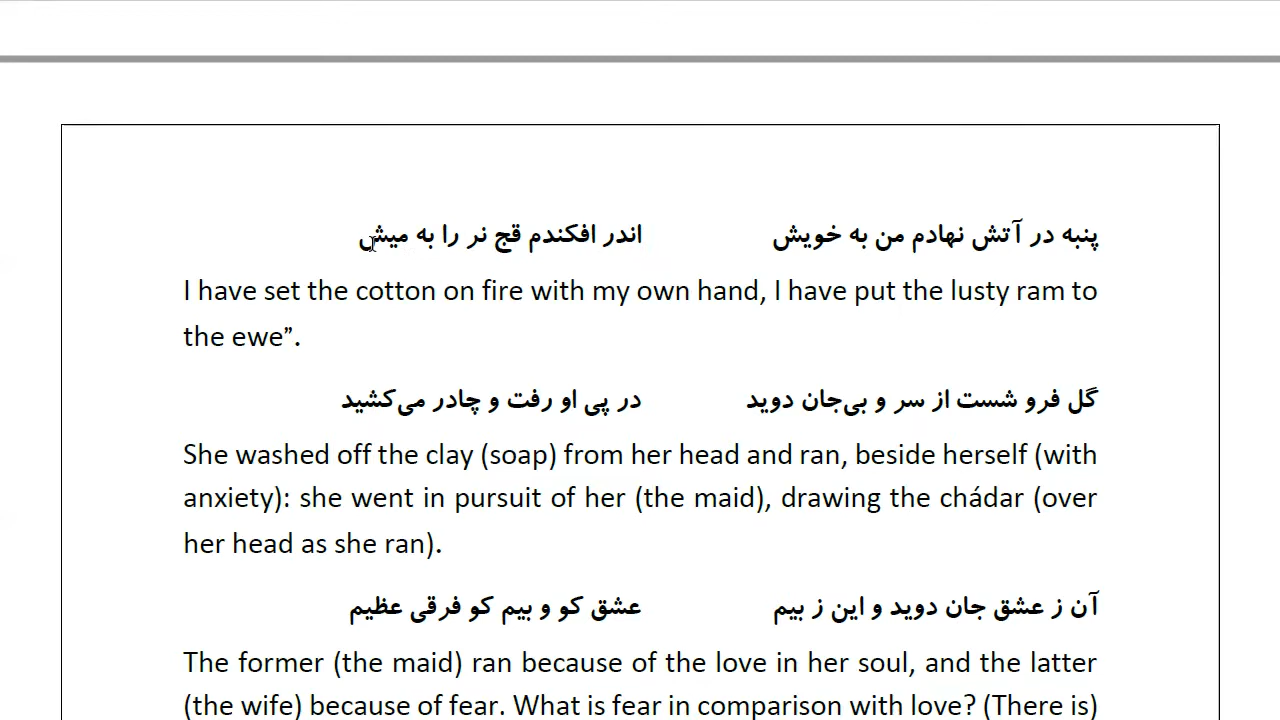 پنبه در آتش نهادم من به خویش اندر افکندم قج نر را به میش
I have set the cotton on fire with my own hand, I have put the lusty ram to
the ewe”.
گل فرو شست از سر و بی‌جان دوید در پی او رفت و چادر می‌کشید
She washed off the clay (soap) from her head and ran, beside herself (with
anxiety): she went in pursuit of her (the maid), drawing the chádar (over
her head as she ran).
آن ز عشق جان دوید و این ز بیم عشق کو و بیم کو فرقی عظیم
The former (the maid) ran because of the love in her soul, and the latter
(the wife) because of fear. What is fear in comparison with love? (There is)